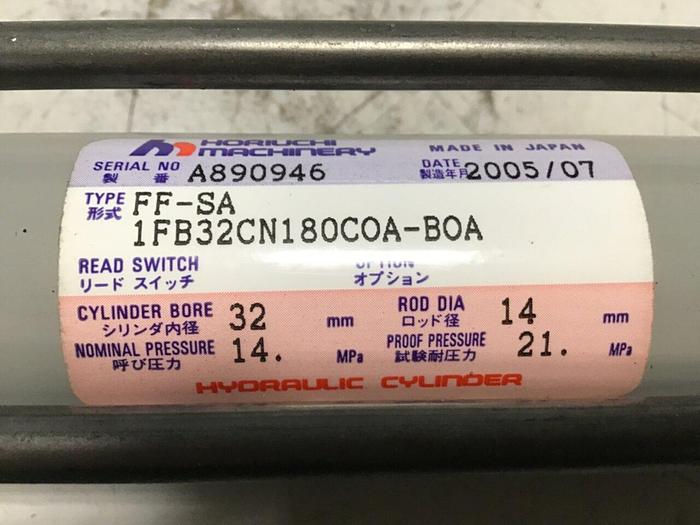 HORIUCHI
MACHINERY
MADE IN JAPAN
SERIAL NO
製 番
A890946
DATE
製造年月
2005/07
TYPE
形式
FF-SA
1FB32CN180COA-BOA
READ SWITCH
リード スイッチ
OPTION
オプション
CYLINDER BORE
シリンダ内径
32 mm
ROD DIA
ロッド径
14 mm
NOMINAL PRESSURE
呼び圧力
14. MPa
PROOF PRESSURE
試験耐圧力
21. MPa
HYDRAULIC CYLINDER